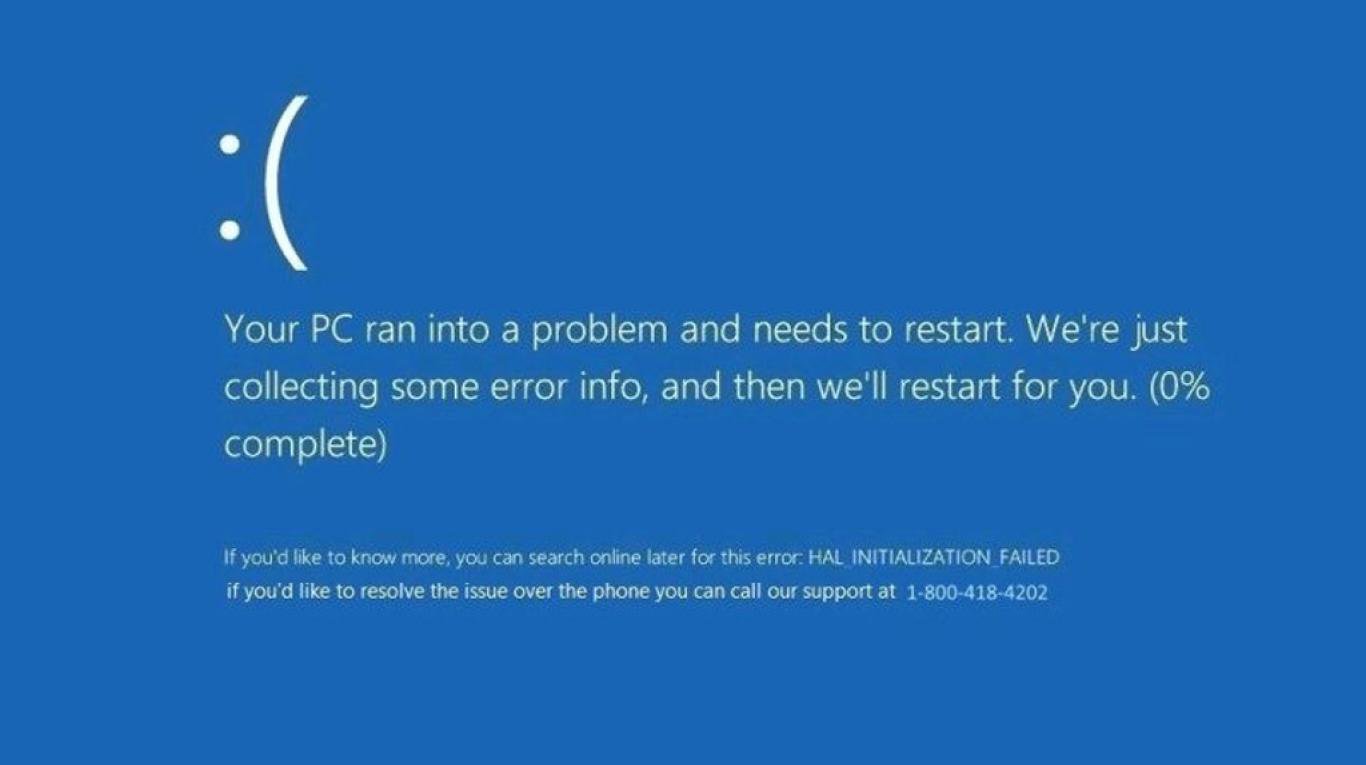 :(
Your PC ran into a problem and needs to restart. We're just
collecting some error info, and then we'll restart for you. (0%
complete)
If you'd like to know more, you can search online later for this error: HAL_INITIALIZATION_FAILED
if you'd like to resolve the issue over the phone you can call our support at 1-800-418-4202